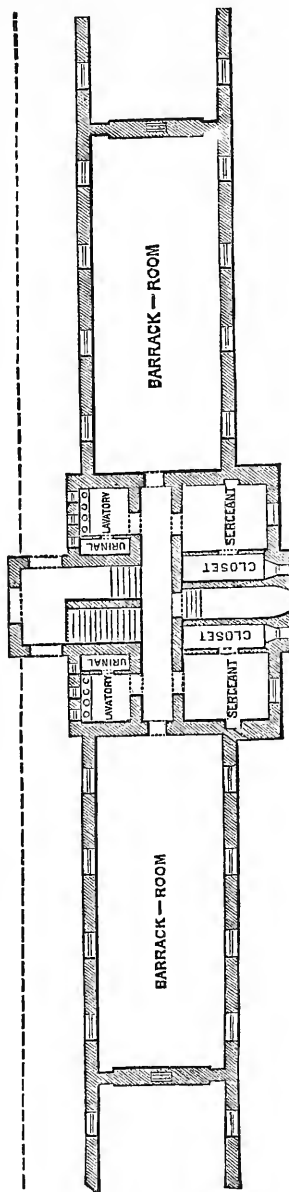 BARRACK-ROOM
LAVATORY
URINAL
SERGEANT
CLOSET
CLOSET
URINAL
LAVATORY
SERGEANT
BARRACK-ROOM